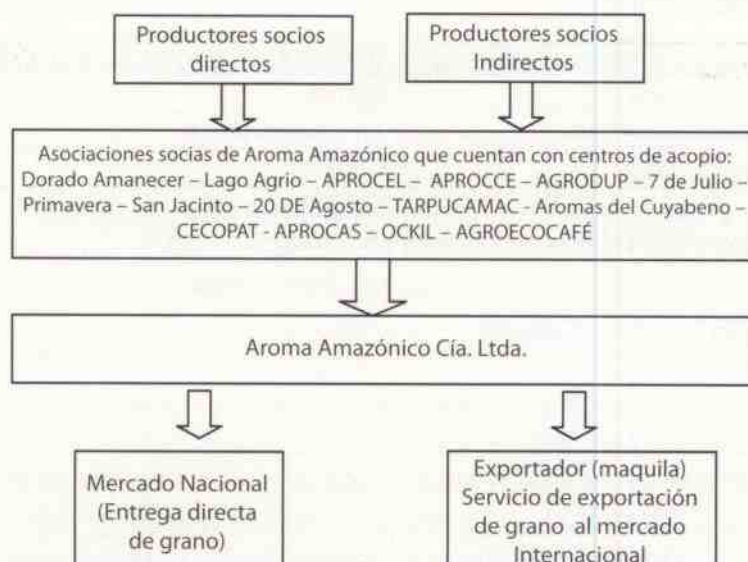 Productores socios
directos
Productores socios
Indirectos
Asociaciones socias de Aroma Amazónico que cuentan con centros de acopio:
Dorado Amanecer – Lago Agrio – APROCEL – APROCCE – AGRODUP – 7 de Julio –
Primavera – San Jacinto – 20 DE Agosto – TARPUCAMAC - Aromas del Cuyabeno –
CECOPAT - APROCAS – OCKIL – AGROECOCAFÉ
Aroma Amazónico Cía. Ltda.
Mercado Nacional
(Entrega directa
de grano)
Exportador (maquila)
Servicio de exportación
de grano al mercado
Internacional